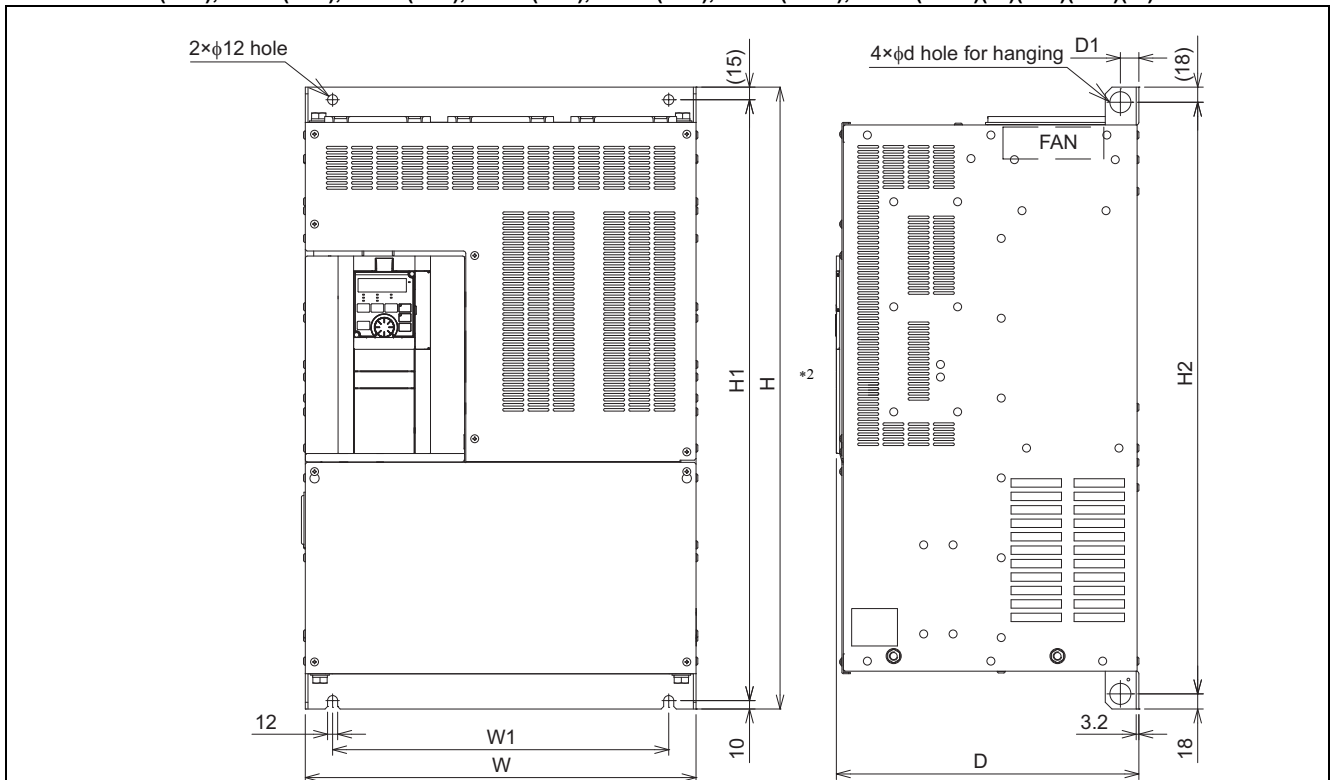 2×ϕ12 hole
(15)
4×ϕd hole for hanging
D1
(18)
FAN
H1
H
*2
H2
12
W1
W
10
D
3.2
18